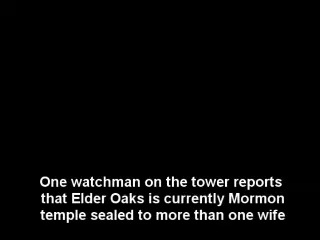 One watchman on the tower reports
that Elder Oaks is currently Mormon
temple sealed to more than one wife